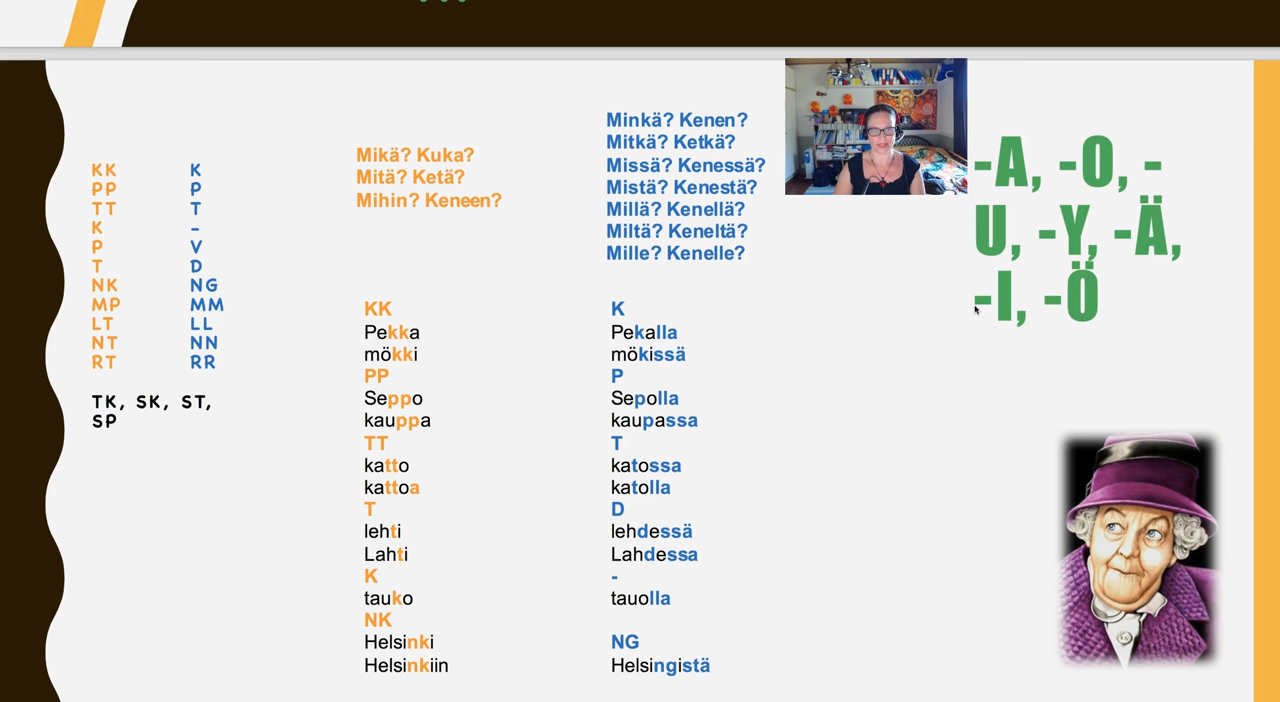 KK K
PP P
TT T
K -
P V
T D
NK NG
MP MM
LT LL
NT NN
RT RR
TK, SK, ST,
SP
Mikä? Kuka?
Mitä? Ketä?
Mihin? Keneen?
Minkä? Kenen?
Mitkä? Ketkä?
Missä? Kenessä?
Mistä? Kenestä?
Millä? Kenellä?
Miltä? Keneltä?
Mille? Kenelle?
KK K
Pekka Pekalla
mökki mökissä
PP P
Seppo Sepolla
kauppa kaupassa
TT T
katto katossa
kattoa katolla
T D
lehti lehdessä
Lahti Lahdessa
K -
tauko tauolla
NK NG
Helsinki Helsingistä
Helsinkiin
-A, -O, -
U, -Y, -Ä,
-I, -Ö